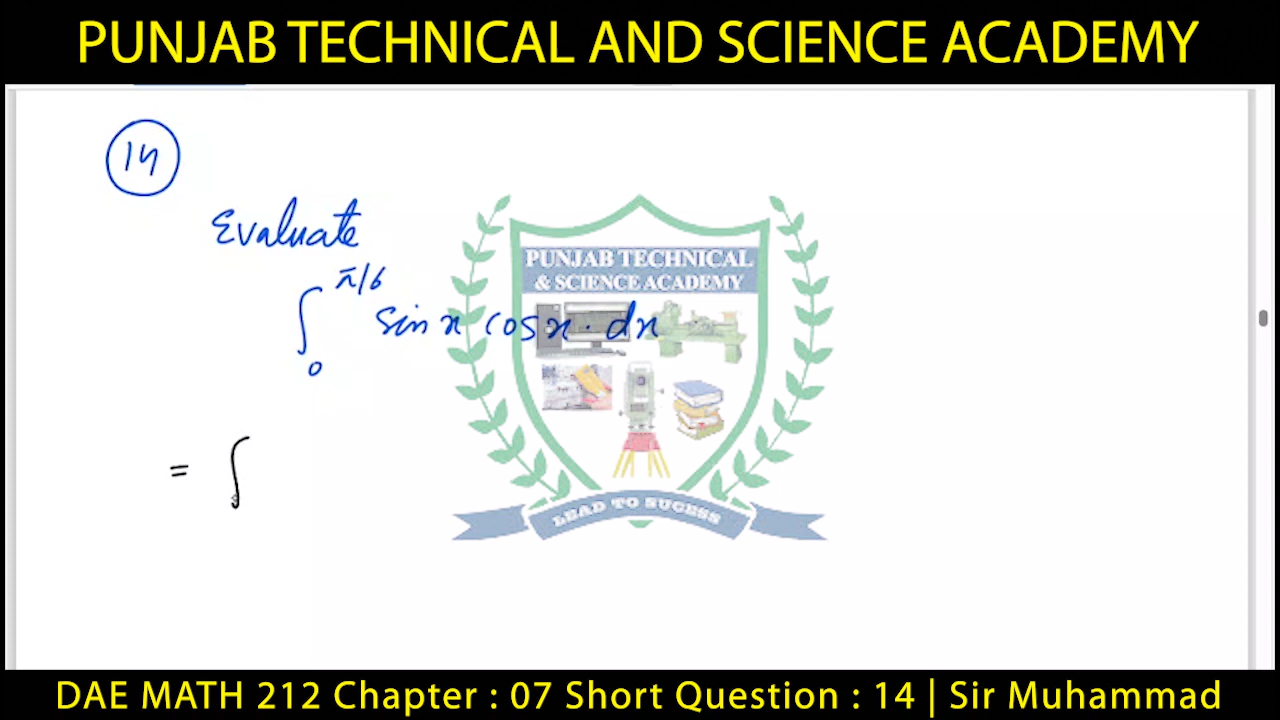 PUNJAB TECHNICAL AND SCIENCE ACADEMY
14
Evaluate
∫₀^π/6 sin x cos x · dx
= ∫
PUNJAB TECHNICAL
& SCIENCE ACADEMY
LEAD TO SUCESS
DAE MATH 212 Chapter : 07 Short Question : 14 | Sir Muhammad